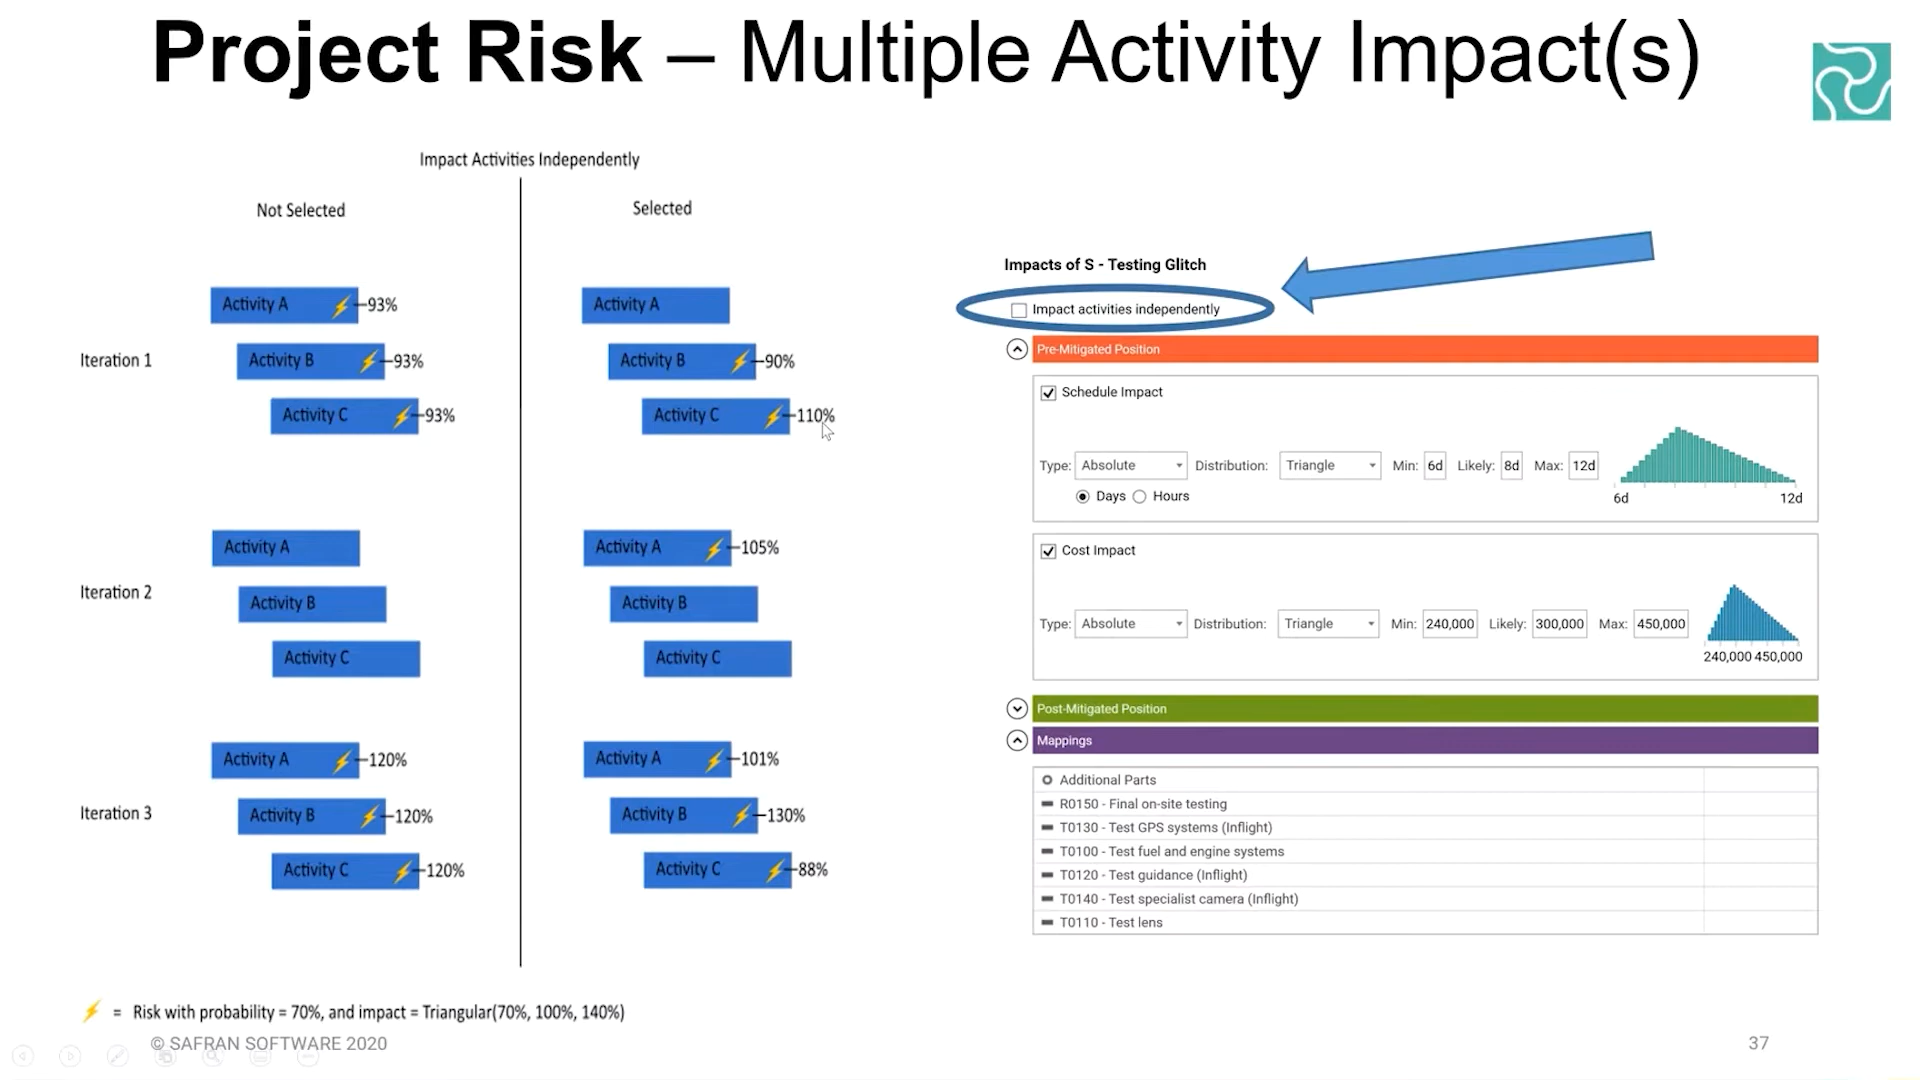 Project Risk – Multiple Activity Impact(s)
Impact Activities Independently
Not Selected
Selected
Iteration 1
Activity A
93%
Activity B
93%
Activity C
93%
Activity A
Activity B
90%
Activity C
110%
Iteration 2
Activity A
Activity B
Activity C
Activity A
105%
Activity B
Activity C
Iteration 3
Activity A
120%
Activity B
120%
Activity C
120%
Activity A
101%
Activity B
130%
Activity C
88%
= Risk with probability = 70%, and impact = Triangular(70%, 100%, 140%)
Impacts of S - Testing Glitch
Impact activities independently
Pre-Mitigated Position
Schedule Impact
Type: Absolute Distribution: Triangle Min: 6d Likely: 8d Max: 12d
Days Hours
6d 12d
Cost Impact
Type: Absolute Distribution: Triangle Min: 240,000 Likely: 300,000 Max: 450,000
240,000 450,000
Post-Mitigated Position
Mappings
Additional Parts
R0150 - Final on-site testing
T0130 - Test GPS systems (Inflight)
T0100 - Test fuel and engine systems
T0120 - Test guidance (Inflight)
T0140 - Test specialist camera (Inflight)
T0110 - Test lens
© SAFRAN SOFTWARE 2020
37